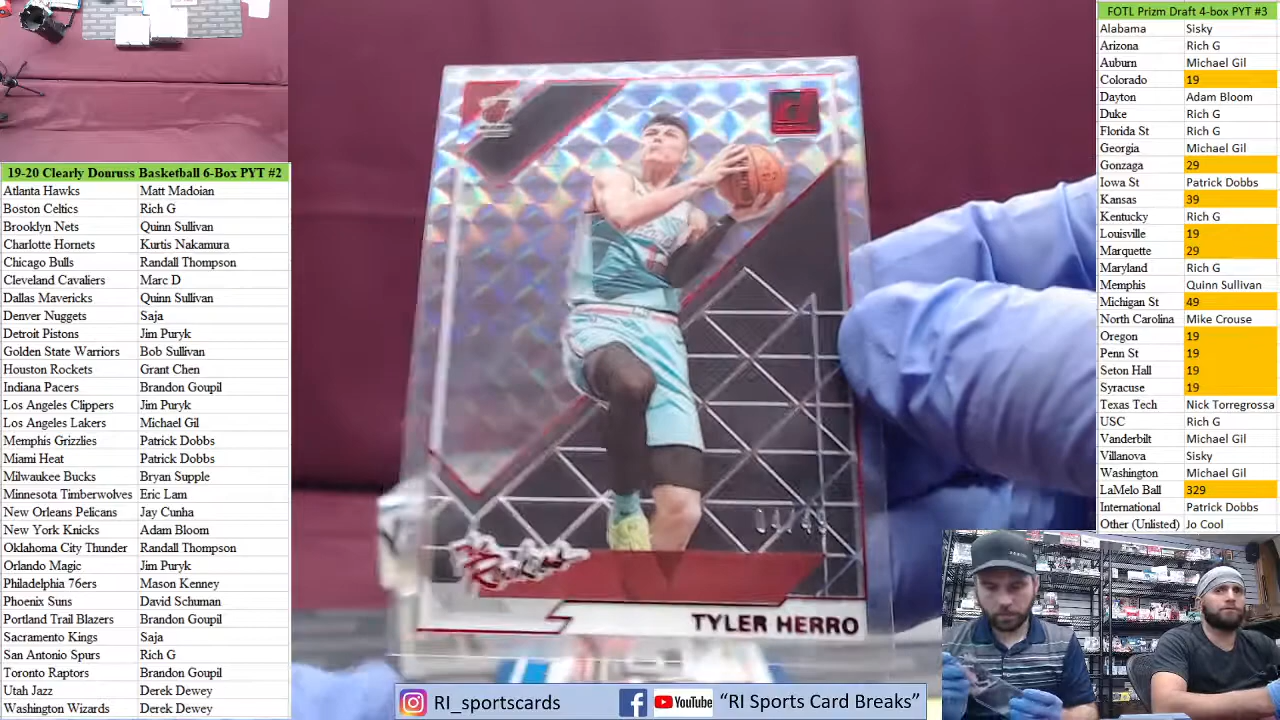 19-20 Clearly Donruss Basketball 6-Box PYT #2
Atlanta Hawks Matt Madoian
Boston Celtics Rich G
Brooklyn Nets Quinn Sullivan
Charlotte Hornets Kurtis Nakamura
Chicago Bulls Randall Thompson
Cleveland Cavaliers Marc D
Dallas Mavericks Quinn Sullivan
Denver Nuggets Saja
Detroit Pistons Jim Puryk
Golden State Warriors Bob Sullivan
Houston Rockets Grant Chen
Indiana Pacers Brandon Goupil
Los Angeles Clippers Jim Puryk
Los Angeles Lakers Michael Gil
Memphis Grizzlies Patrick Dobbs
Miami Heat Patrick Dobbs
Milwaukee Bucks Bryan Supple
Minnesota Timberwolves Eric Lam
New Orleans Pelicans Jay Cunha
New York Knicks Adam Bloom
Oklahoma City Thunder Randall Thompson
Orlando Magic Jim Puryk
Philadelphia 76ers Mason Kenney
Phoenix Suns David Schuman
Portland Trail Blazers Brandon Goupil
Sacramento Kings Saja
San Antonio Spurs Rich G
Toronto Raptors Brandon Goupil
Utah Jazz Derek Dewey
Washington Wizards Derek Dewey
TYLER HERRO
RI_sportscards YouTube "RI Sports Card Breaks"
FOTL Prizm Draft 4-box PYT #3
Alabama Sisky
Arizona Rich G
Auburn Michael Gil
Colorado 19
Dayton Adam Bloom
Duke Rich G
Florida St Rich G
Georgia Michael Gil
Gonzaga 29
Iowa St Patrick Dobbs
Kansas 39
Kentucky Rich G
Louisville 19
Marquette 29
Maryland Rich G
Memphis Quinn Sullivan
Michigan St 49
North Carolina Mike Crouse
Oregon 19
Penn St 19
Seton Hall 19
Syracuse 19
Texas Tech Nick Torregrossa
USC Rich G
Vanderbilt Michael Gil
Villanova Sisky
Washington Michael Gil
LaMelo Ball 329
International Patrick Dobbs
Other (Unlisted) Jo Cool